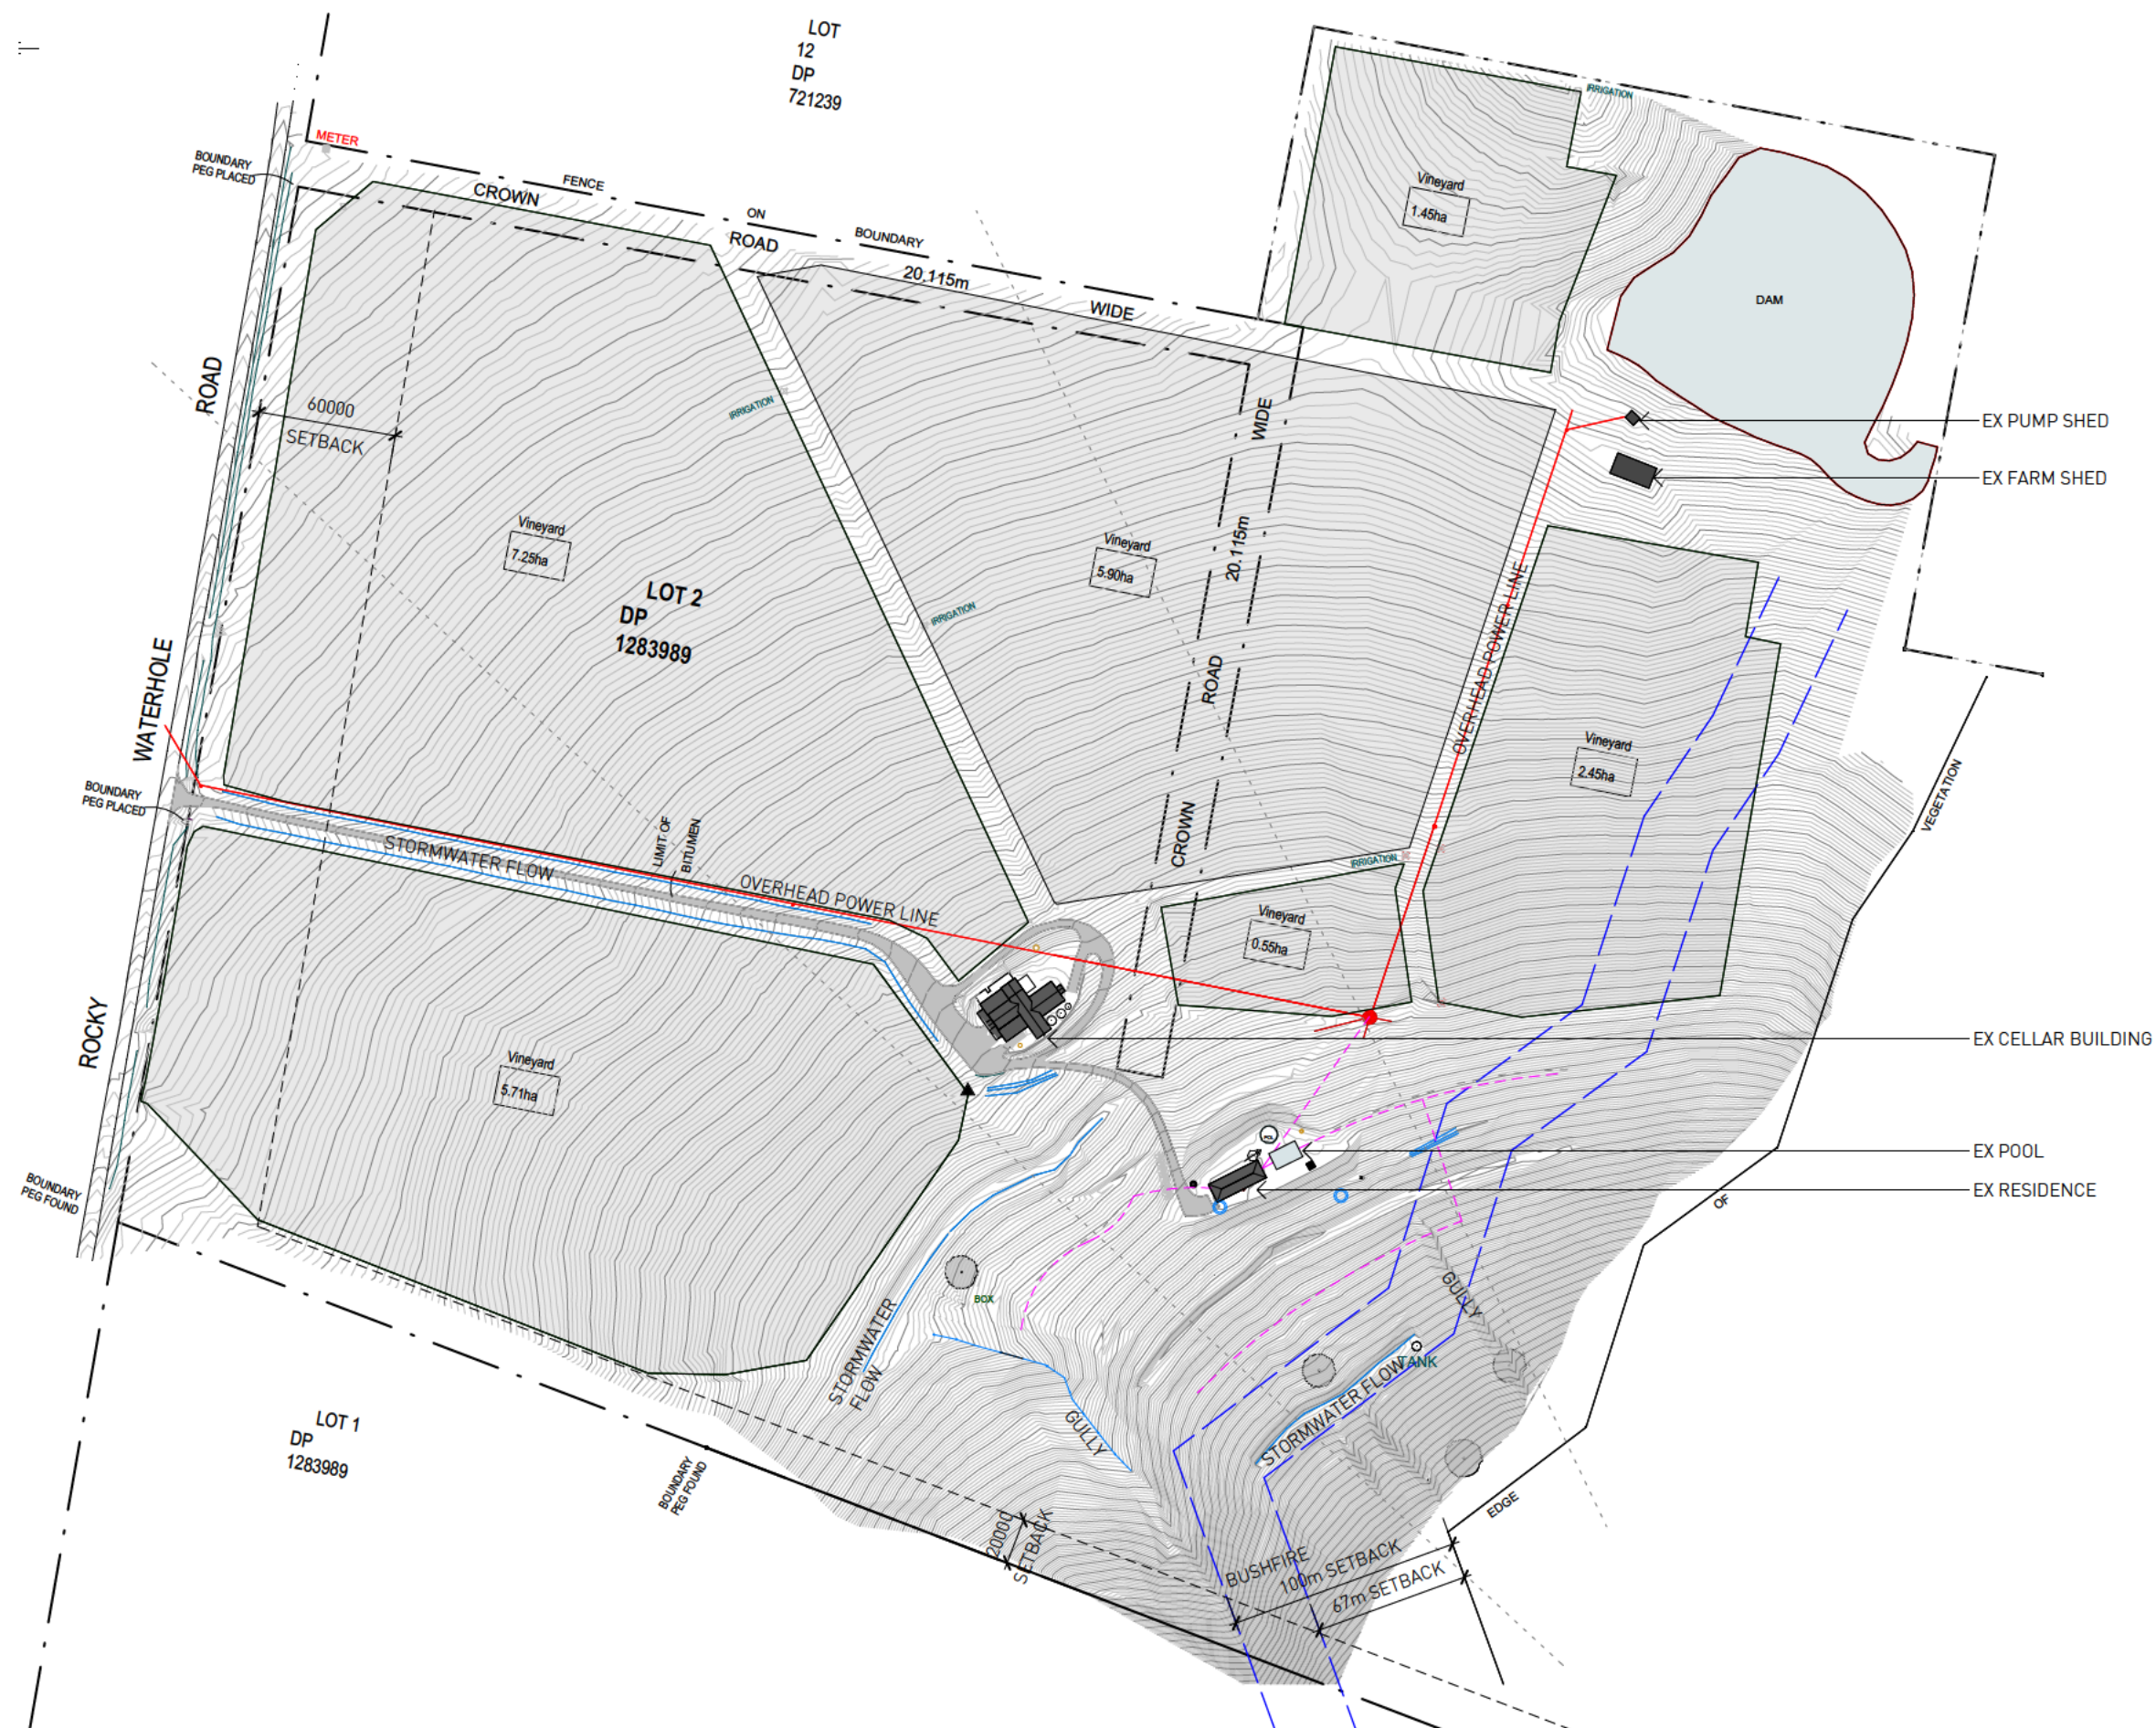 LOT
12
DP
721239
METER
BOUNDARY
PEG PLACED
CROWN
FENCE
ON
BOUNDARY
ROAD
20.115m
WIDE
IRRIGATION
Vineyard
1.45ha
DAM
ROAD
60000
SETBACK
IRRIGATION
WIDE
EX PUMP SHED
EX FARM SHED
Vineyard
7.25ha
Vineyard
5.90ha
20.115m
LOT 2
DP
1283989
IRRIGATION
OVERHEAD POWER LINE
WATERHOLE
ROAD
Vineyard
2.45ha
VEGETATION
BOUNDARY
PEG PLACED
STORMWATER FLOW
LIMIT OF
BITUMEN
CROWN
IRRIGATION
OVERHEAD POWER LINE
Vineyard
0.55ha
ROCKY
Vineyard
5.71ha
EX CELLAR BUILDING
EX POOL
EX RESIDENCE
BOUNDARY
PEG FOUND
OF
BOX
GULLY
STORMWATER
FLOW
TANK
STORMWATER FLOW
GULLY
LOT 1
DP
1283989
BOUNDARY
PEG FOUND
EDGE
20000
SETBACK
BUSHFIRE
100m SETBACK
67m SETBACK